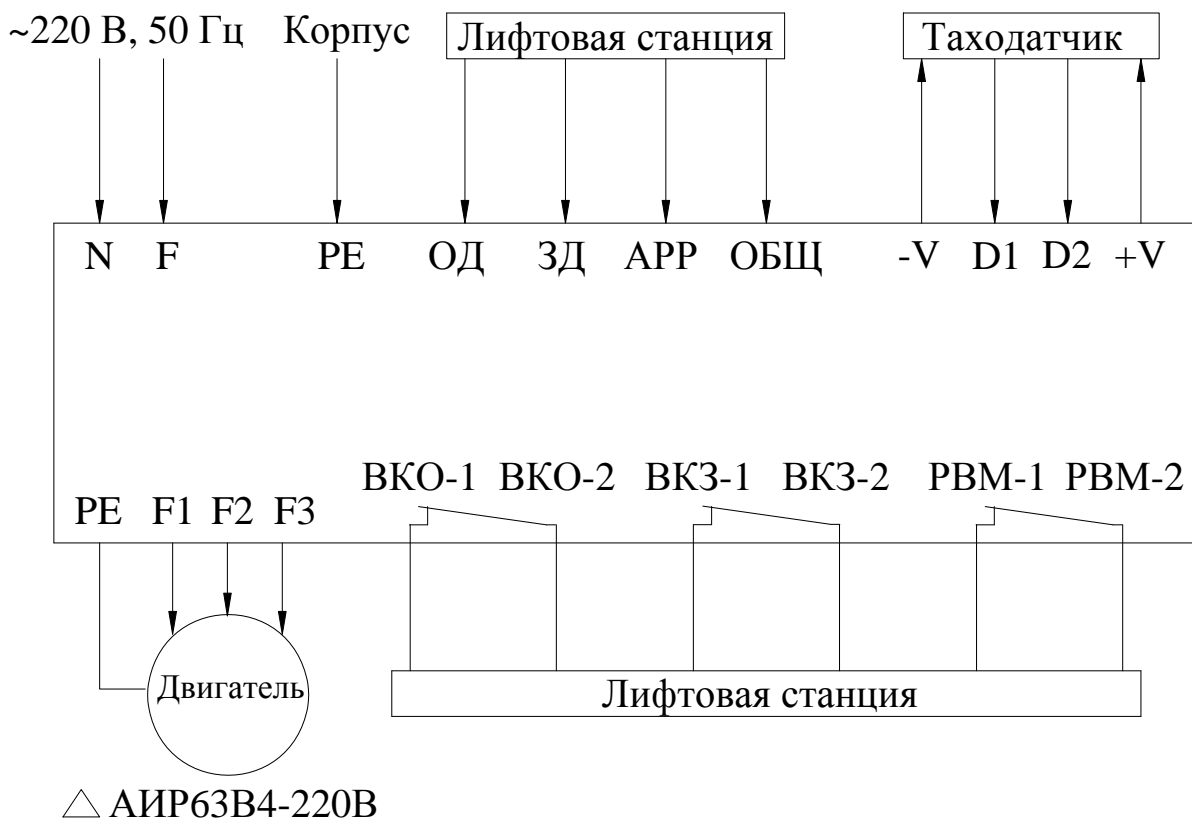 ~220 В, 50 Гц Корпус Лифтовая станция Таходатчик
N F PE ОД ЗД АРР ОБЩ -V D1 D2 +V
ВКО-1 ВКО-2 ВКЗ-1 ВКЗ-2 РВМ-1 РВМ-2
PE F1 F2 F3
Двигатель Лифтовая станция
АИР63В4-220В